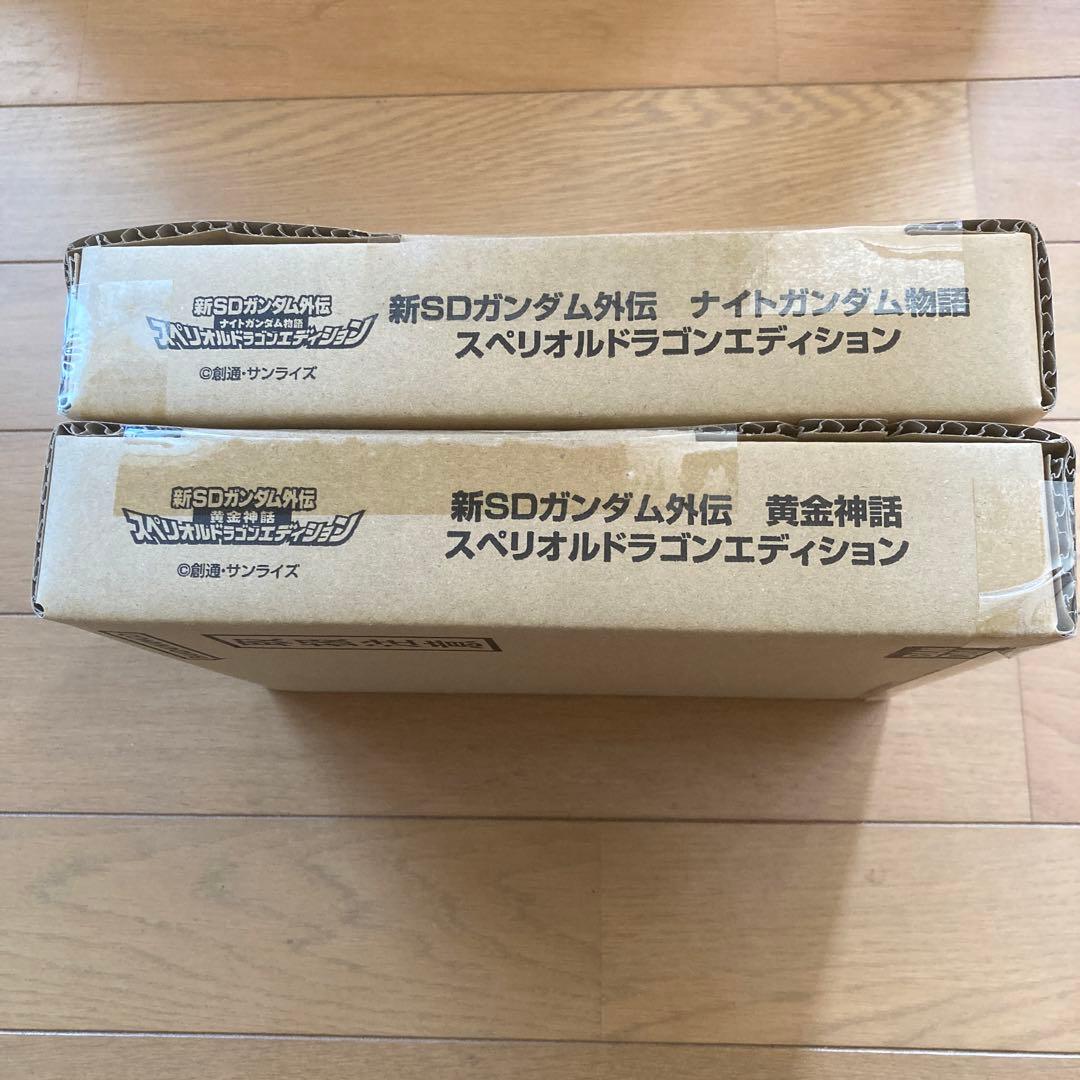 新SDガンダム外伝
ナイトガンダム物語
スペリオルドラゴンエディション
©創通・サンライズ
新SDガンダム外伝 ナイトガンダム物語
スペリオルドラゴンエディション
新SDガンダム外伝
黄金神話
スペリオルドラゴンエディション
©創通・サンライズ
新SDガンダム外伝 黄金神話
スペリオルドラゴンエディション